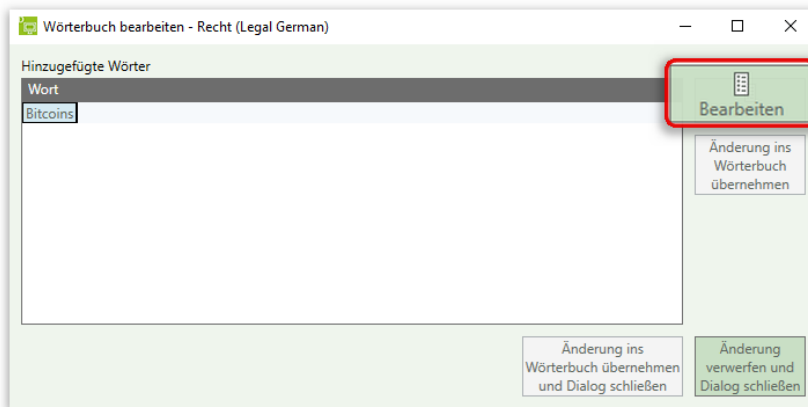 Wörterbuch bearbeiten - Recht (Legal German)
Hinzugefügte Wörter
Wort
Bitcoins
Bearbeiten
Änderung ins
Wörterbuch
übernehmen
Änderung ins
Wörterbuch übernehmen
und Dialog schließen
Änderung
verwerfen und
Dialog schließen